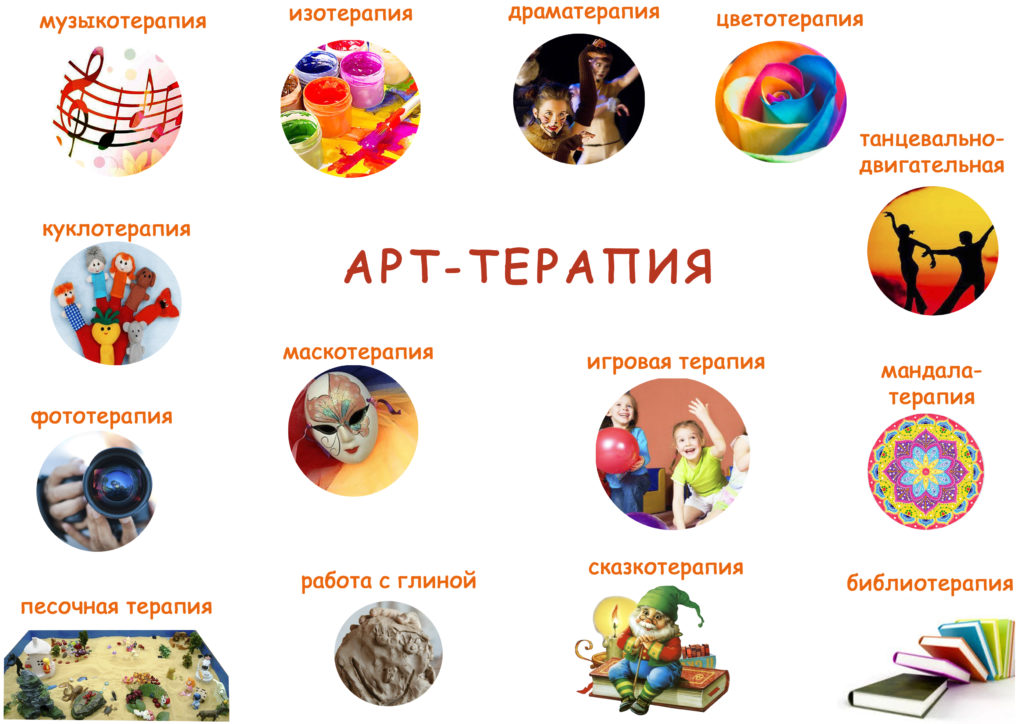 музыкотерапия
изотерапия
драматерапия
цветотерапия
танцевально-
двигательная
куклотерапия
АРТ-ТЕРАПИЯ
маскотерапия
игровая терапия
мандала-
терапия
фототерапия
работа с глиной
сказкотерапия
библиотерапия
песочная терапия